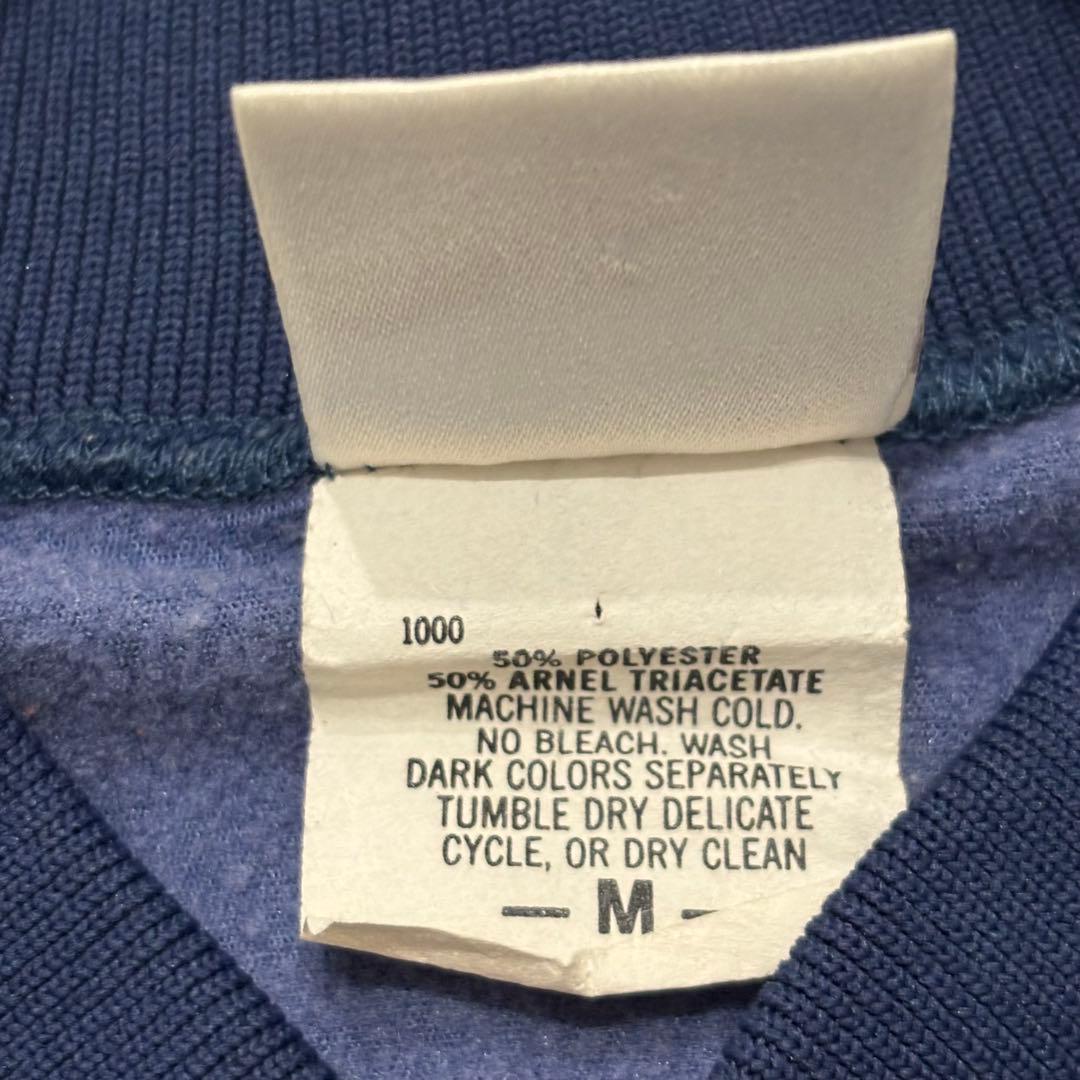 1000
50% POLYESTER
50% ARNEL TRIACETATE
MACHINE WASH COLD.
NO BLEACH. WASH
DARK COLORS SEPARATELY
TUMBLE DRY DELICATE
CYCLE, OR DRY CLEAN
— M —